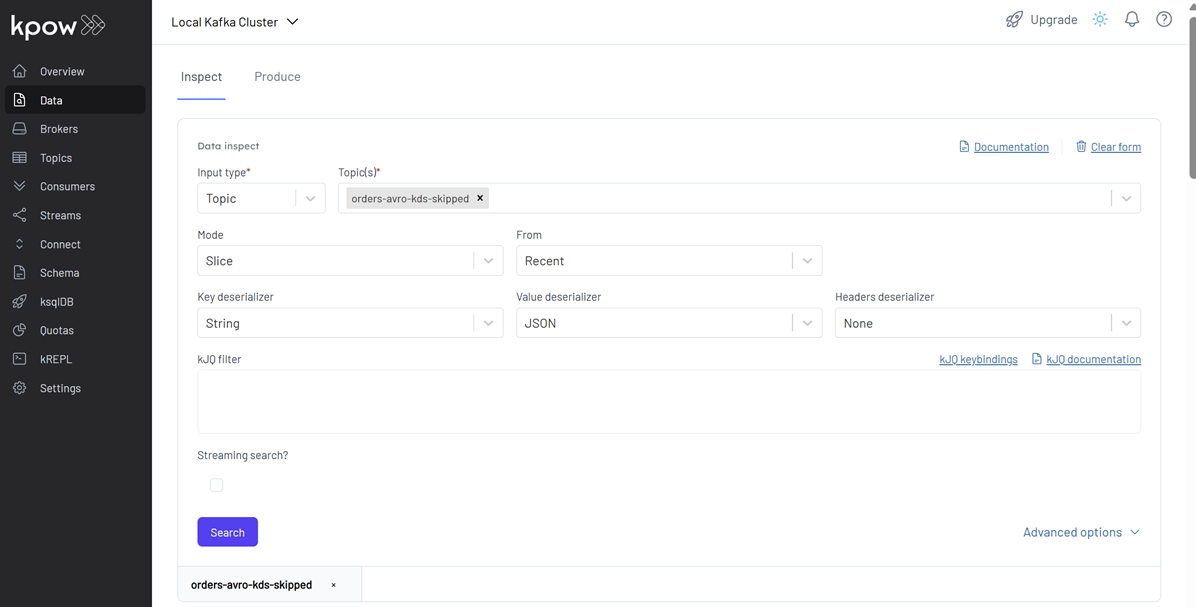 kpow
Local Kafka Cluster
Upgrade
Overview
Data
Brokers
Topics
Consumers
Streams
Connect
Schema
ksqlDB
Quotas
kREPL
Settings
Inspect Produce
Data inspect
Documentation Clear form
Input type* Topic(s)*
Topic orders-avro-kds-skipped ×
Mode From
Slice Recent
Key deserializer Value deserializer Headers deserializer
String JSON None
kJQ filter kJQ keybindings kJQ documentation
Streaming search?
Search Advanced options
orders-avro-kds-skipped ×